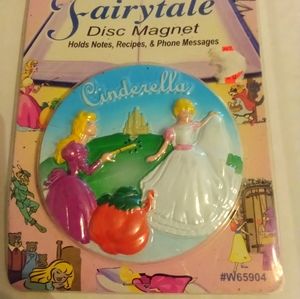 Fairytale
Disc Magnet
Holds Notes, Recipes, & Phone Messages
Cinderella
#W65904